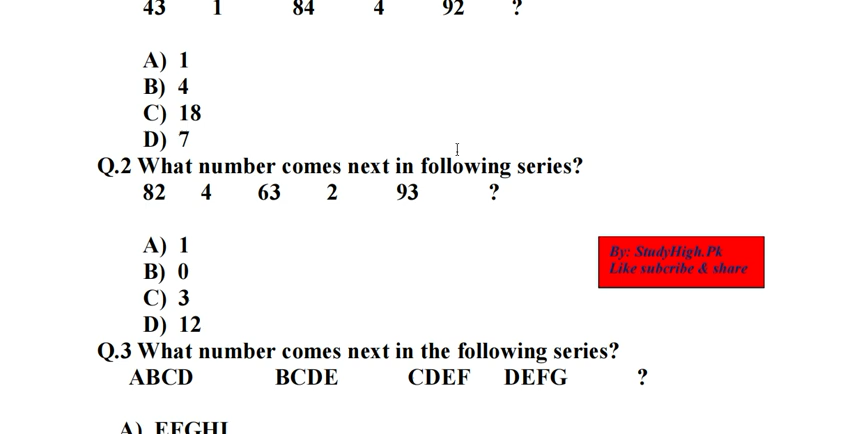 43 1 84 4 92 ?
A) 1
B) 4
C) 18
D) 7
Q.2 What number comes next in following series?
82 4 63 2 93 ?
A) 1
B) 0
C) 3
D) 12
By: StudyHigh.Pk
Like subcribe & share
Q.3 What number comes next in the following series?
ABCD BCDE CDEF DEFG ?
A) EFGHI